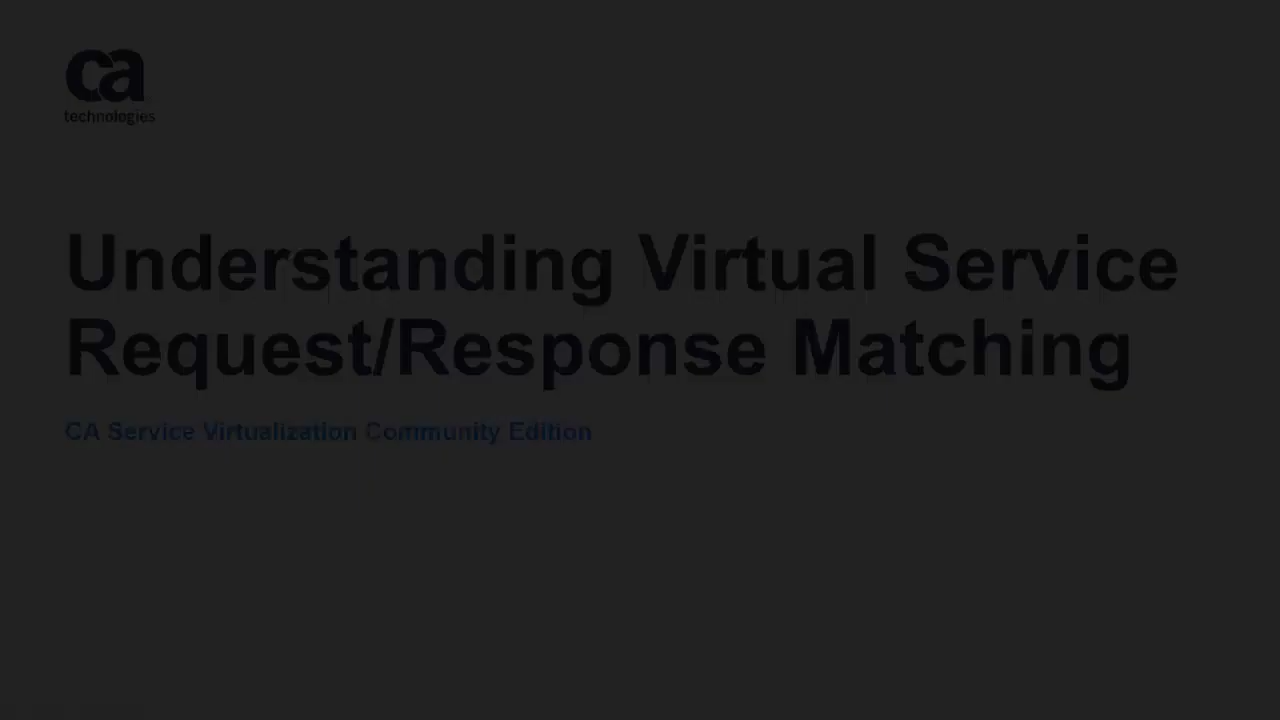 ca
technologies
Understanding Virtual Service
Request/Response Matching
CA Service Virtualization Community Edition